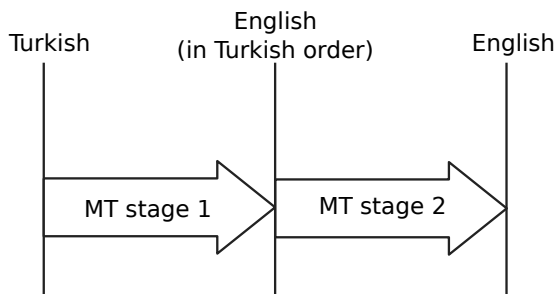 Turkish
English
(in Turkish order)
English
MT stage 1
MT stage 2